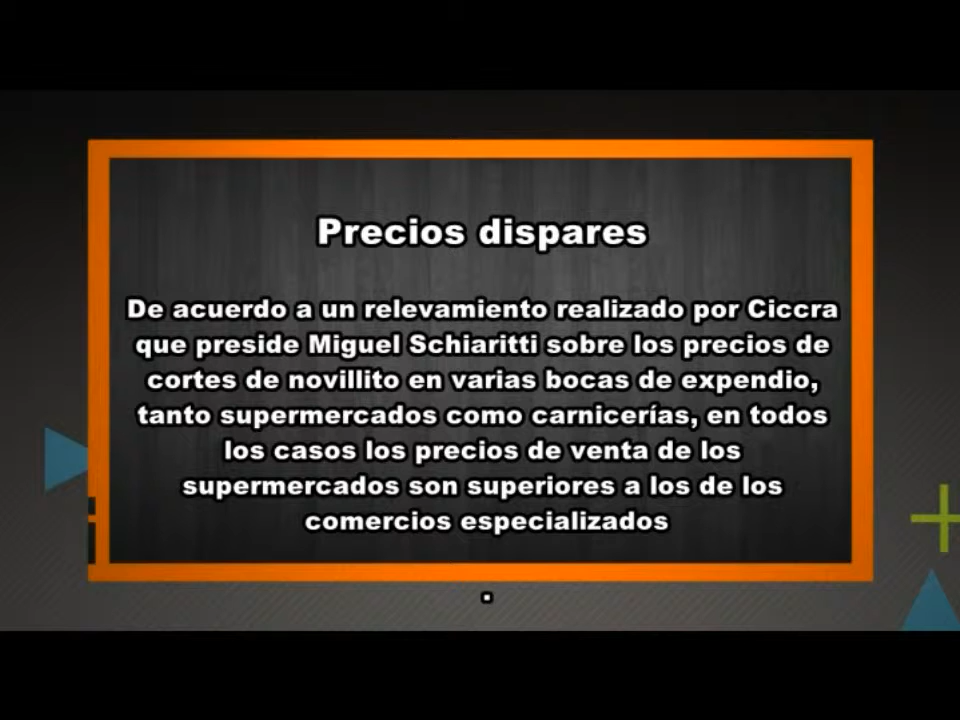 Precios dispares
De acuerdo a un relevamiento realizado por Ciccra
que preside Miguel Schiaritti sobre los precios de
cortes de novillito en varias bocas de expendio,
tanto supermercados como carnicerías, en todos
los casos los precios de venta de los
supermercados son superiores a los de los
comercios especializados
.